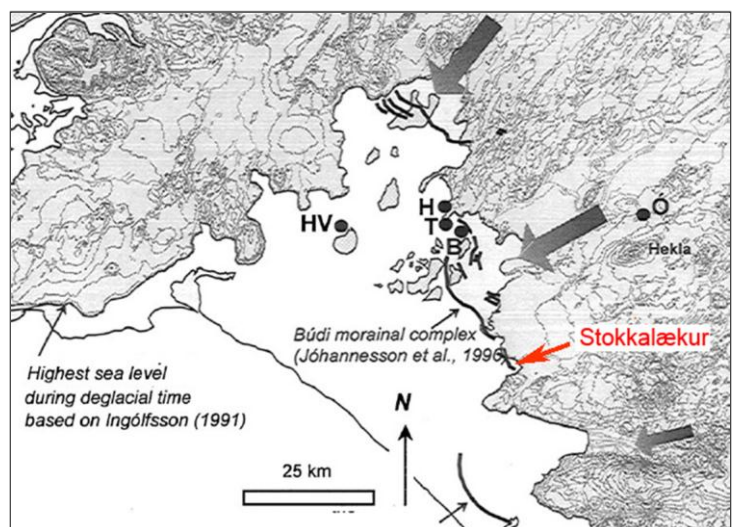 H
T
B
HV
Ó
Hekla
Stokkalækur
Búdi morainal complex
(Jóhannesson et al., 1996)
Highest sea level
during deglacial time
based on Ingólfsson (1991)
N
25 km